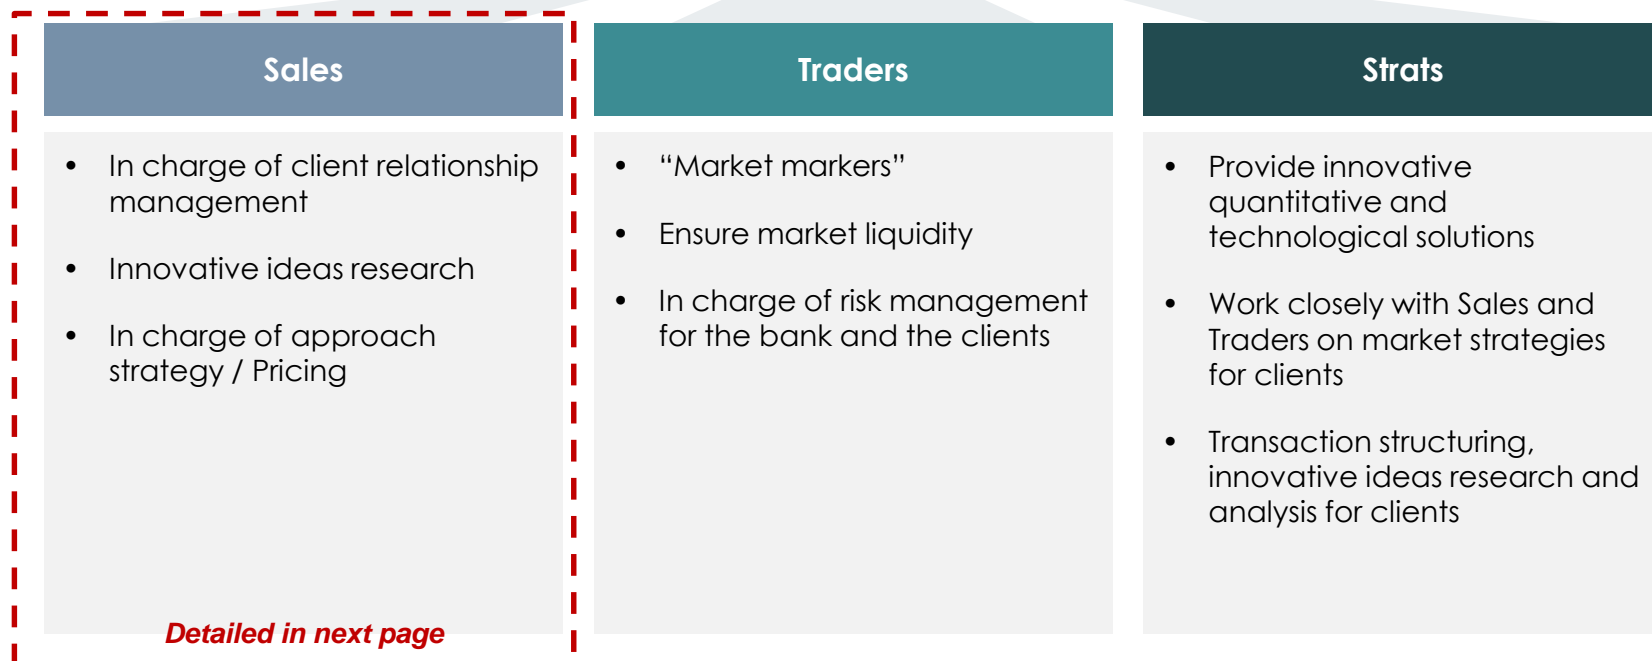 Sales
• In charge of client relationship
management
• Innovative ideas research
• In charge of approach
strategy / Pricing
Detailed in next page
Traders
• “Market markers”
• Ensure market liquidity
• In charge of risk management
for the bank and the clients
Strats
• Provide innovative
quantitative and
technological solutions
• Work closely with Sales and
Traders on market strategies
for clients
• Transaction structuring,
innovative ideas research and
analysis for clients